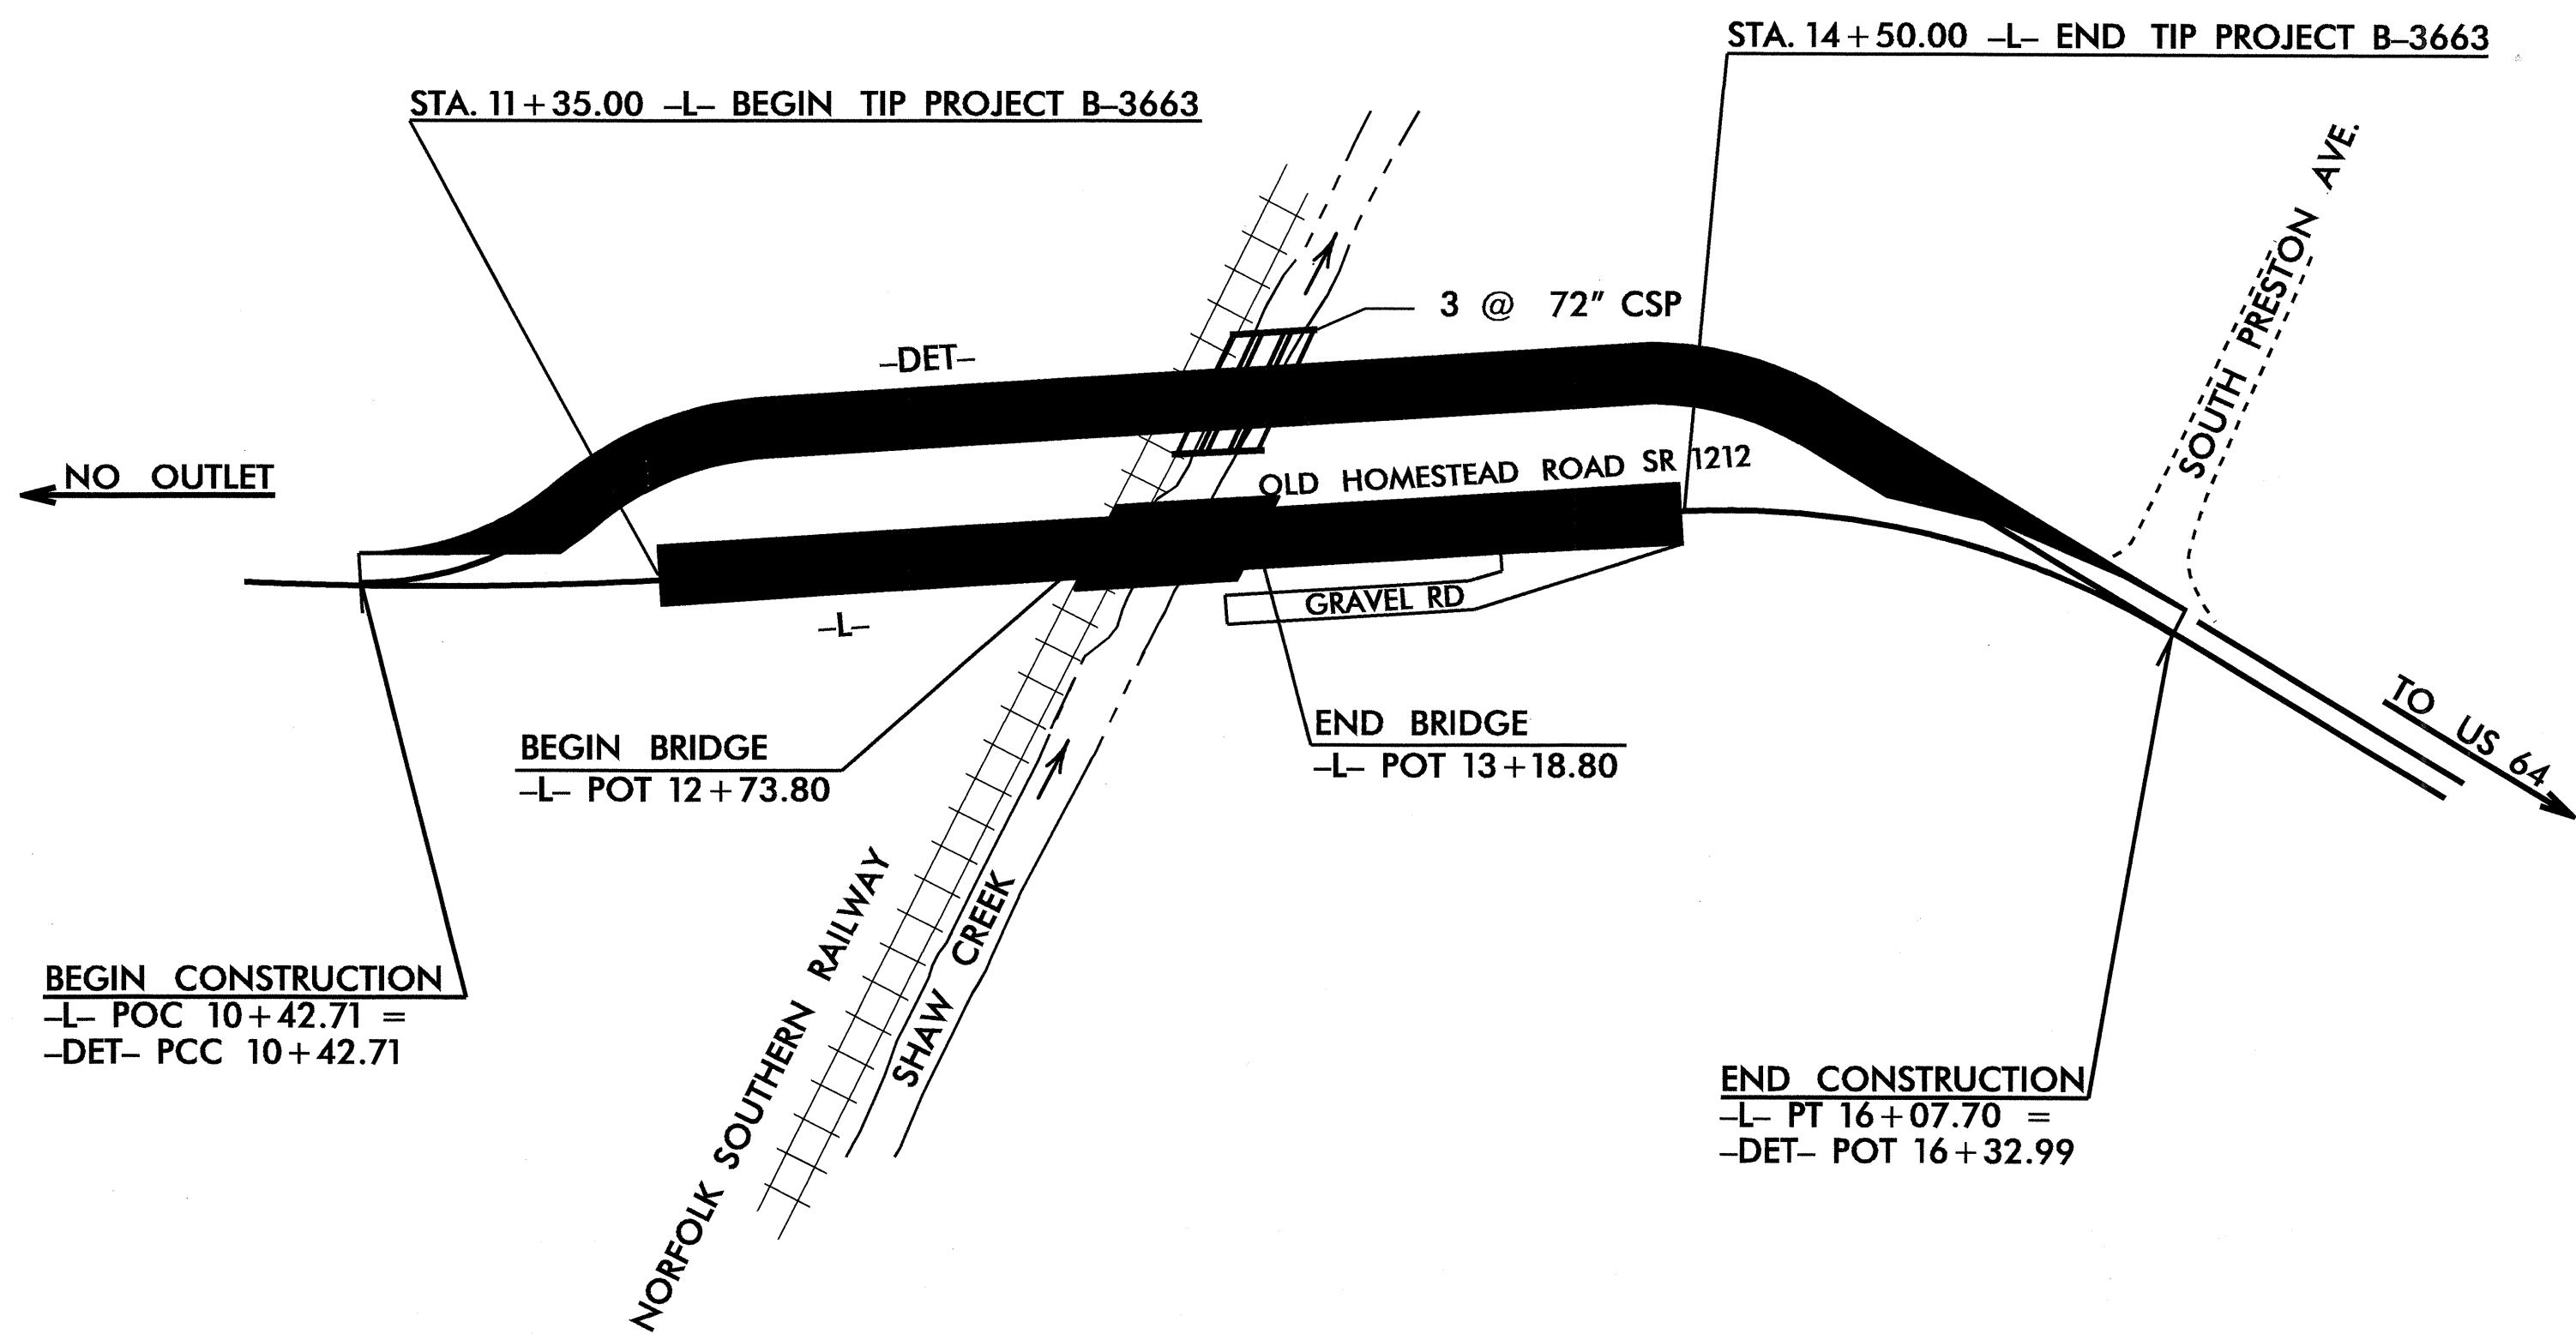 STA. 14+50.00 –L– END TIP PROJECT B–3663
STA. 11+35.00 –L– BEGIN TIP PROJECT B–3663
SOUTH PRESTON AVE.
3 @ 72" CSP
–DET–
NO OUTLET
OLD HOMESTEAD ROAD SR 1212
GRAVEL RD
–L–
TO US 64
BEGIN BRIDGE
–L– POT 12+73.80
END BRIDGE
–L– POT 13+18.80
NORFOLK SOUTHERN RAILWAY
SHAW CREEK
BEGIN CONSTRUCTION
–L– POC 10+42.71 =
–DET– PCC 10+42.71
END CONSTRUCTION
–L– PT 16+07.70 =
–DET– POT 16+32.99